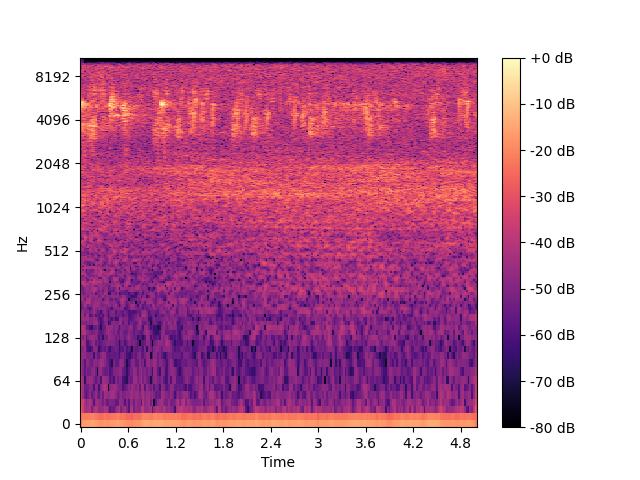 +0 dB
8192
-10 dB
4096
-20 dB
2048
-30 dB
1024
-40 dB
Hz
512
-50 dB
256
-60 dB
128
-70 dB
64
0
-80 dB
0 0.6 1.2 1.8 2.4 3 3.6 4.2 4.8
Time